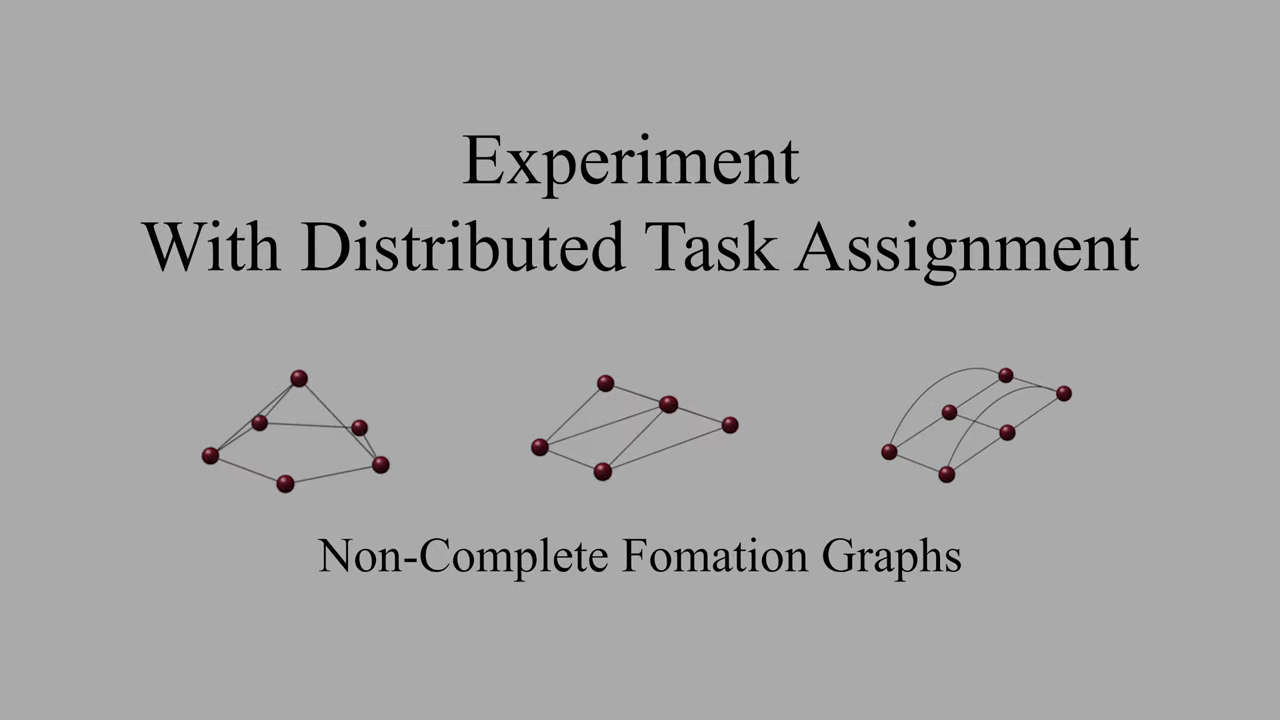 Experiment
With Distributed Task Assignment
Non-Complete Fomation Graphs